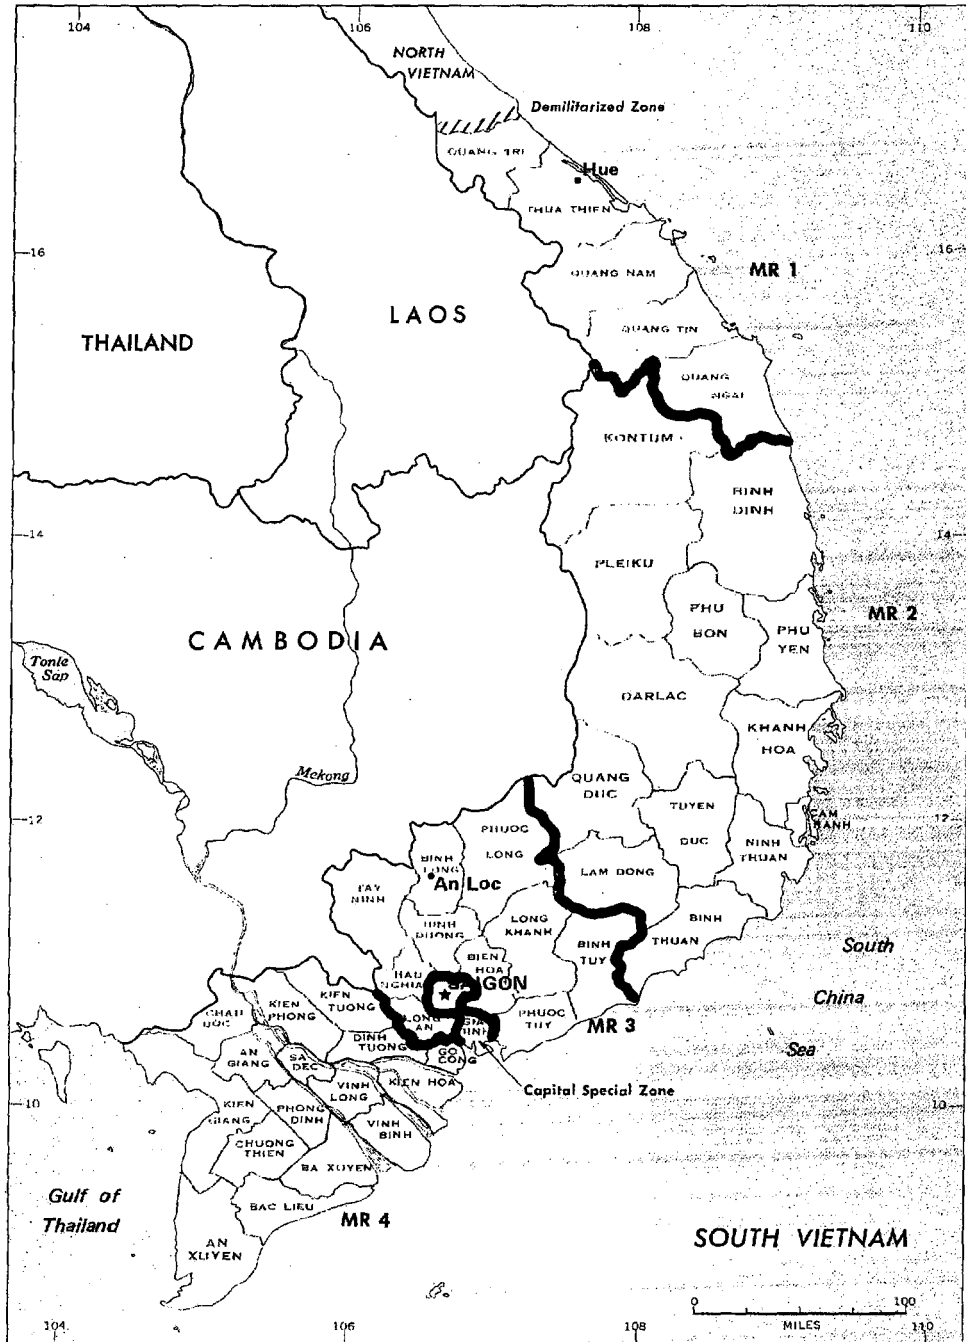 104
106
108
110
NORTH
VIETNAM
Demilitarized Zone
QUANG TRI
Hue
THUA THIEN
16
16
QUANG NAM
MR 1
LAOS
THAILAND
QUANG TIN
QUANG
NGAI
KONTUM
BINH
DINH
14
14
PLEIKU
PHU
BON
MR 2
PHU
YEN
CAMBODIA
Tonle
Sap
DARLAC
KHANH
HOA
Mekong
QUANG
DUC
TUYEN
DUC
CAM
RANH
12
12
NINH
THUAN
PHUOC
LONG
BINH
LONG
An Loc
LAM DONG
TAY
NINH
LONG
KHANH
BINH
THUAN
BINH
TUY
BINH
DUONG
BIEN
HOA
HAU
NGHIA
SAIGON
South
China
Sea
KIEN
TUONG
KIEN
PHONG
CHAU
DOC
LONG
AN
GIA
DINH
PHUOC
TUY
MR 3
DINH
TUONG
GO
CONG
AN
GIANG
SA
DEC
VINH
LONG
KIEN HOA
Capital Special Zone
10
10
KIEN
GIANG
PHONG
DINH
VINH
BINH
CHUONG
THIEN
BA XUYEN
Gulf of
Thailand
BAC LIEU
MR 4
AN
XUYEN
SOUTH VIETNAM
0
100
MILES
104
106
108
110